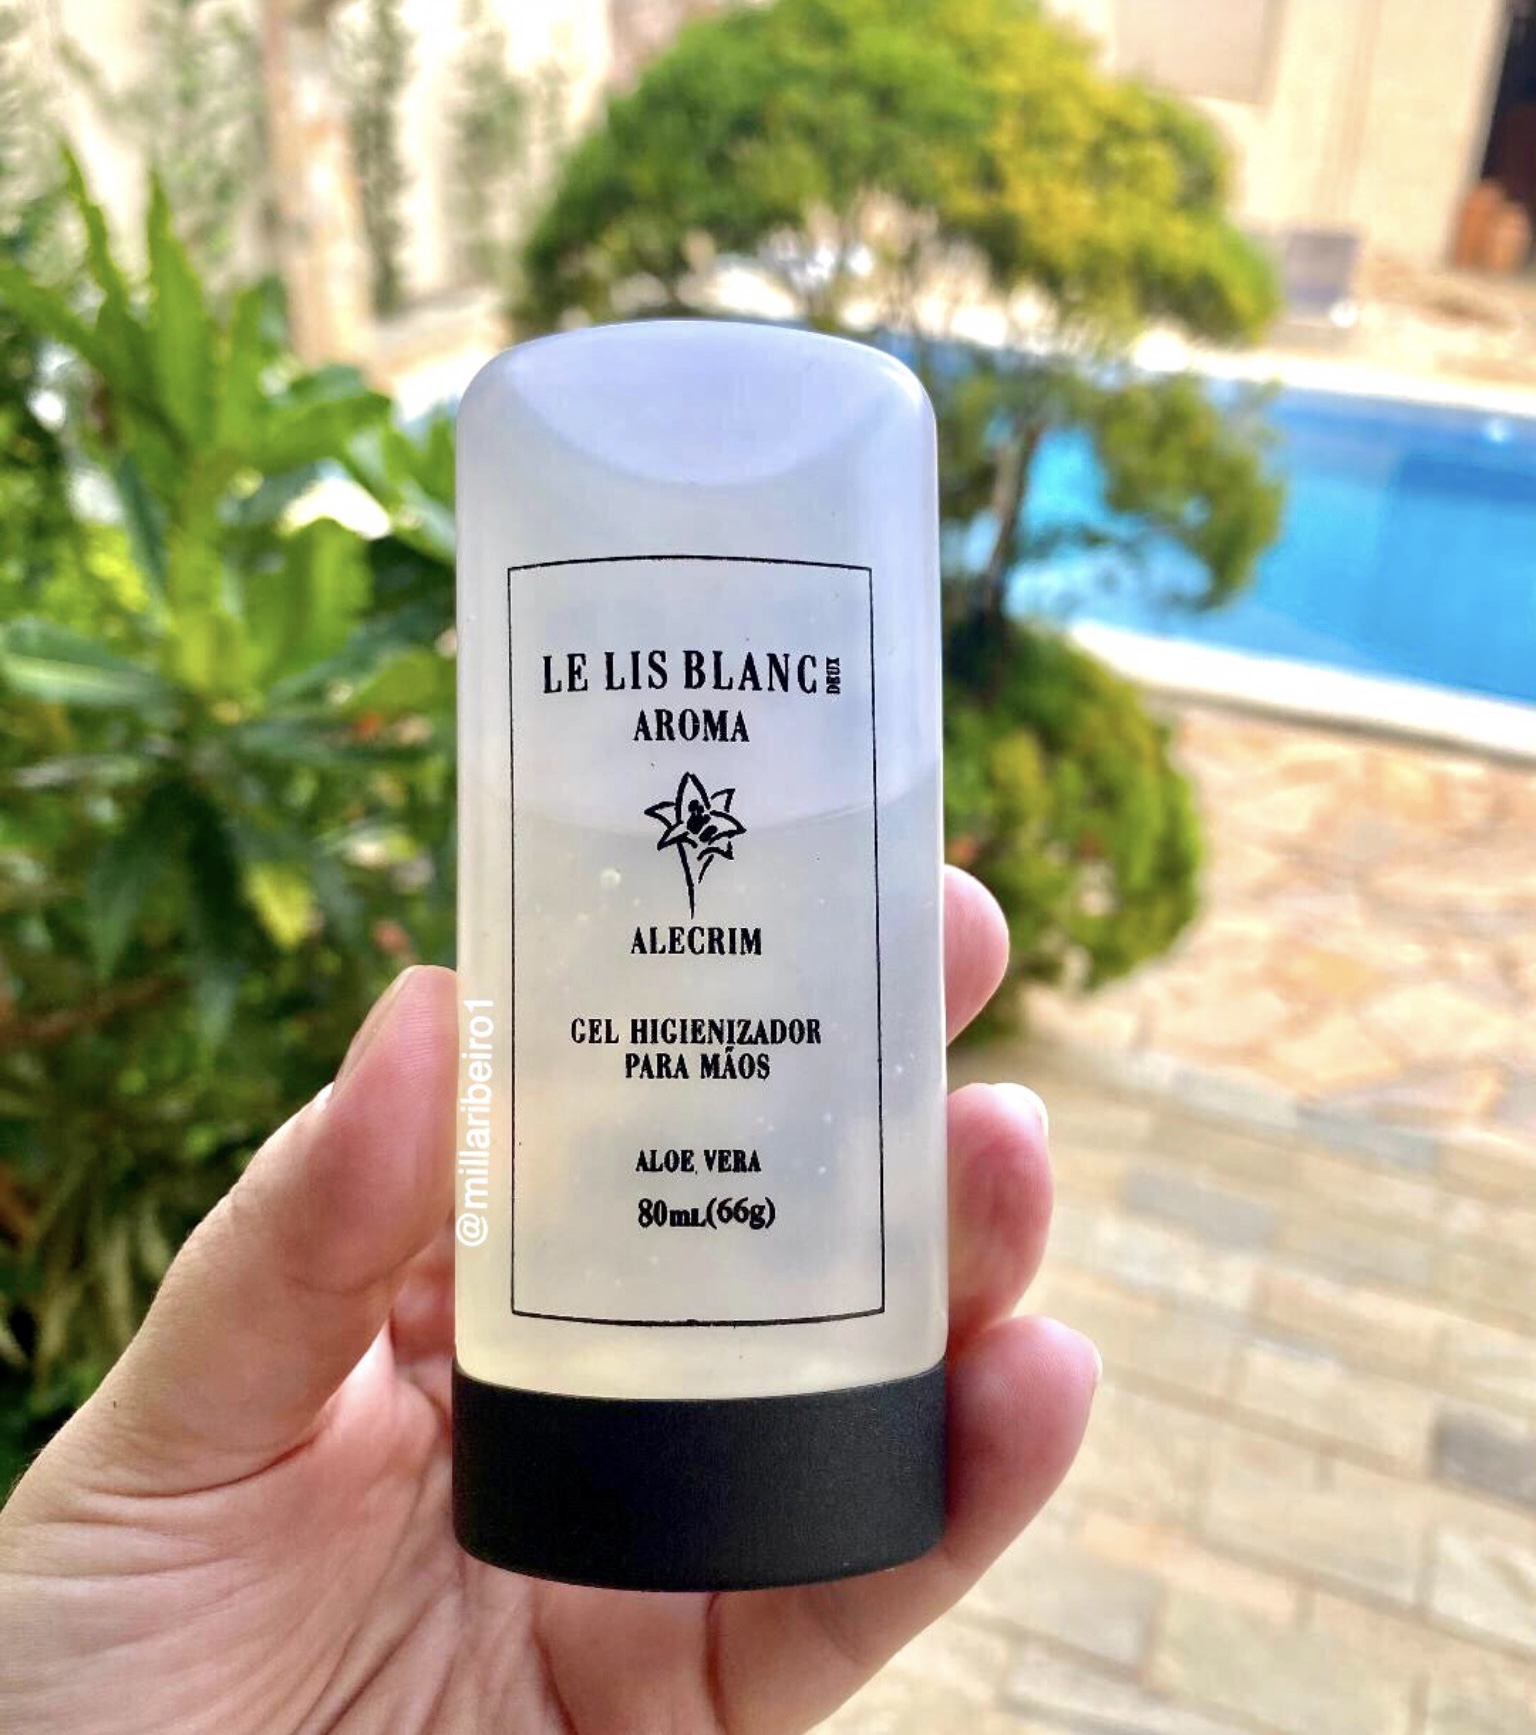 LE LIS BLANC DEUX
AROMA
ALECRIM
GEL HIGIENIZADOR
PARA MÃOS
ALOE VERA
80mL(66g)
@millaribeiro1